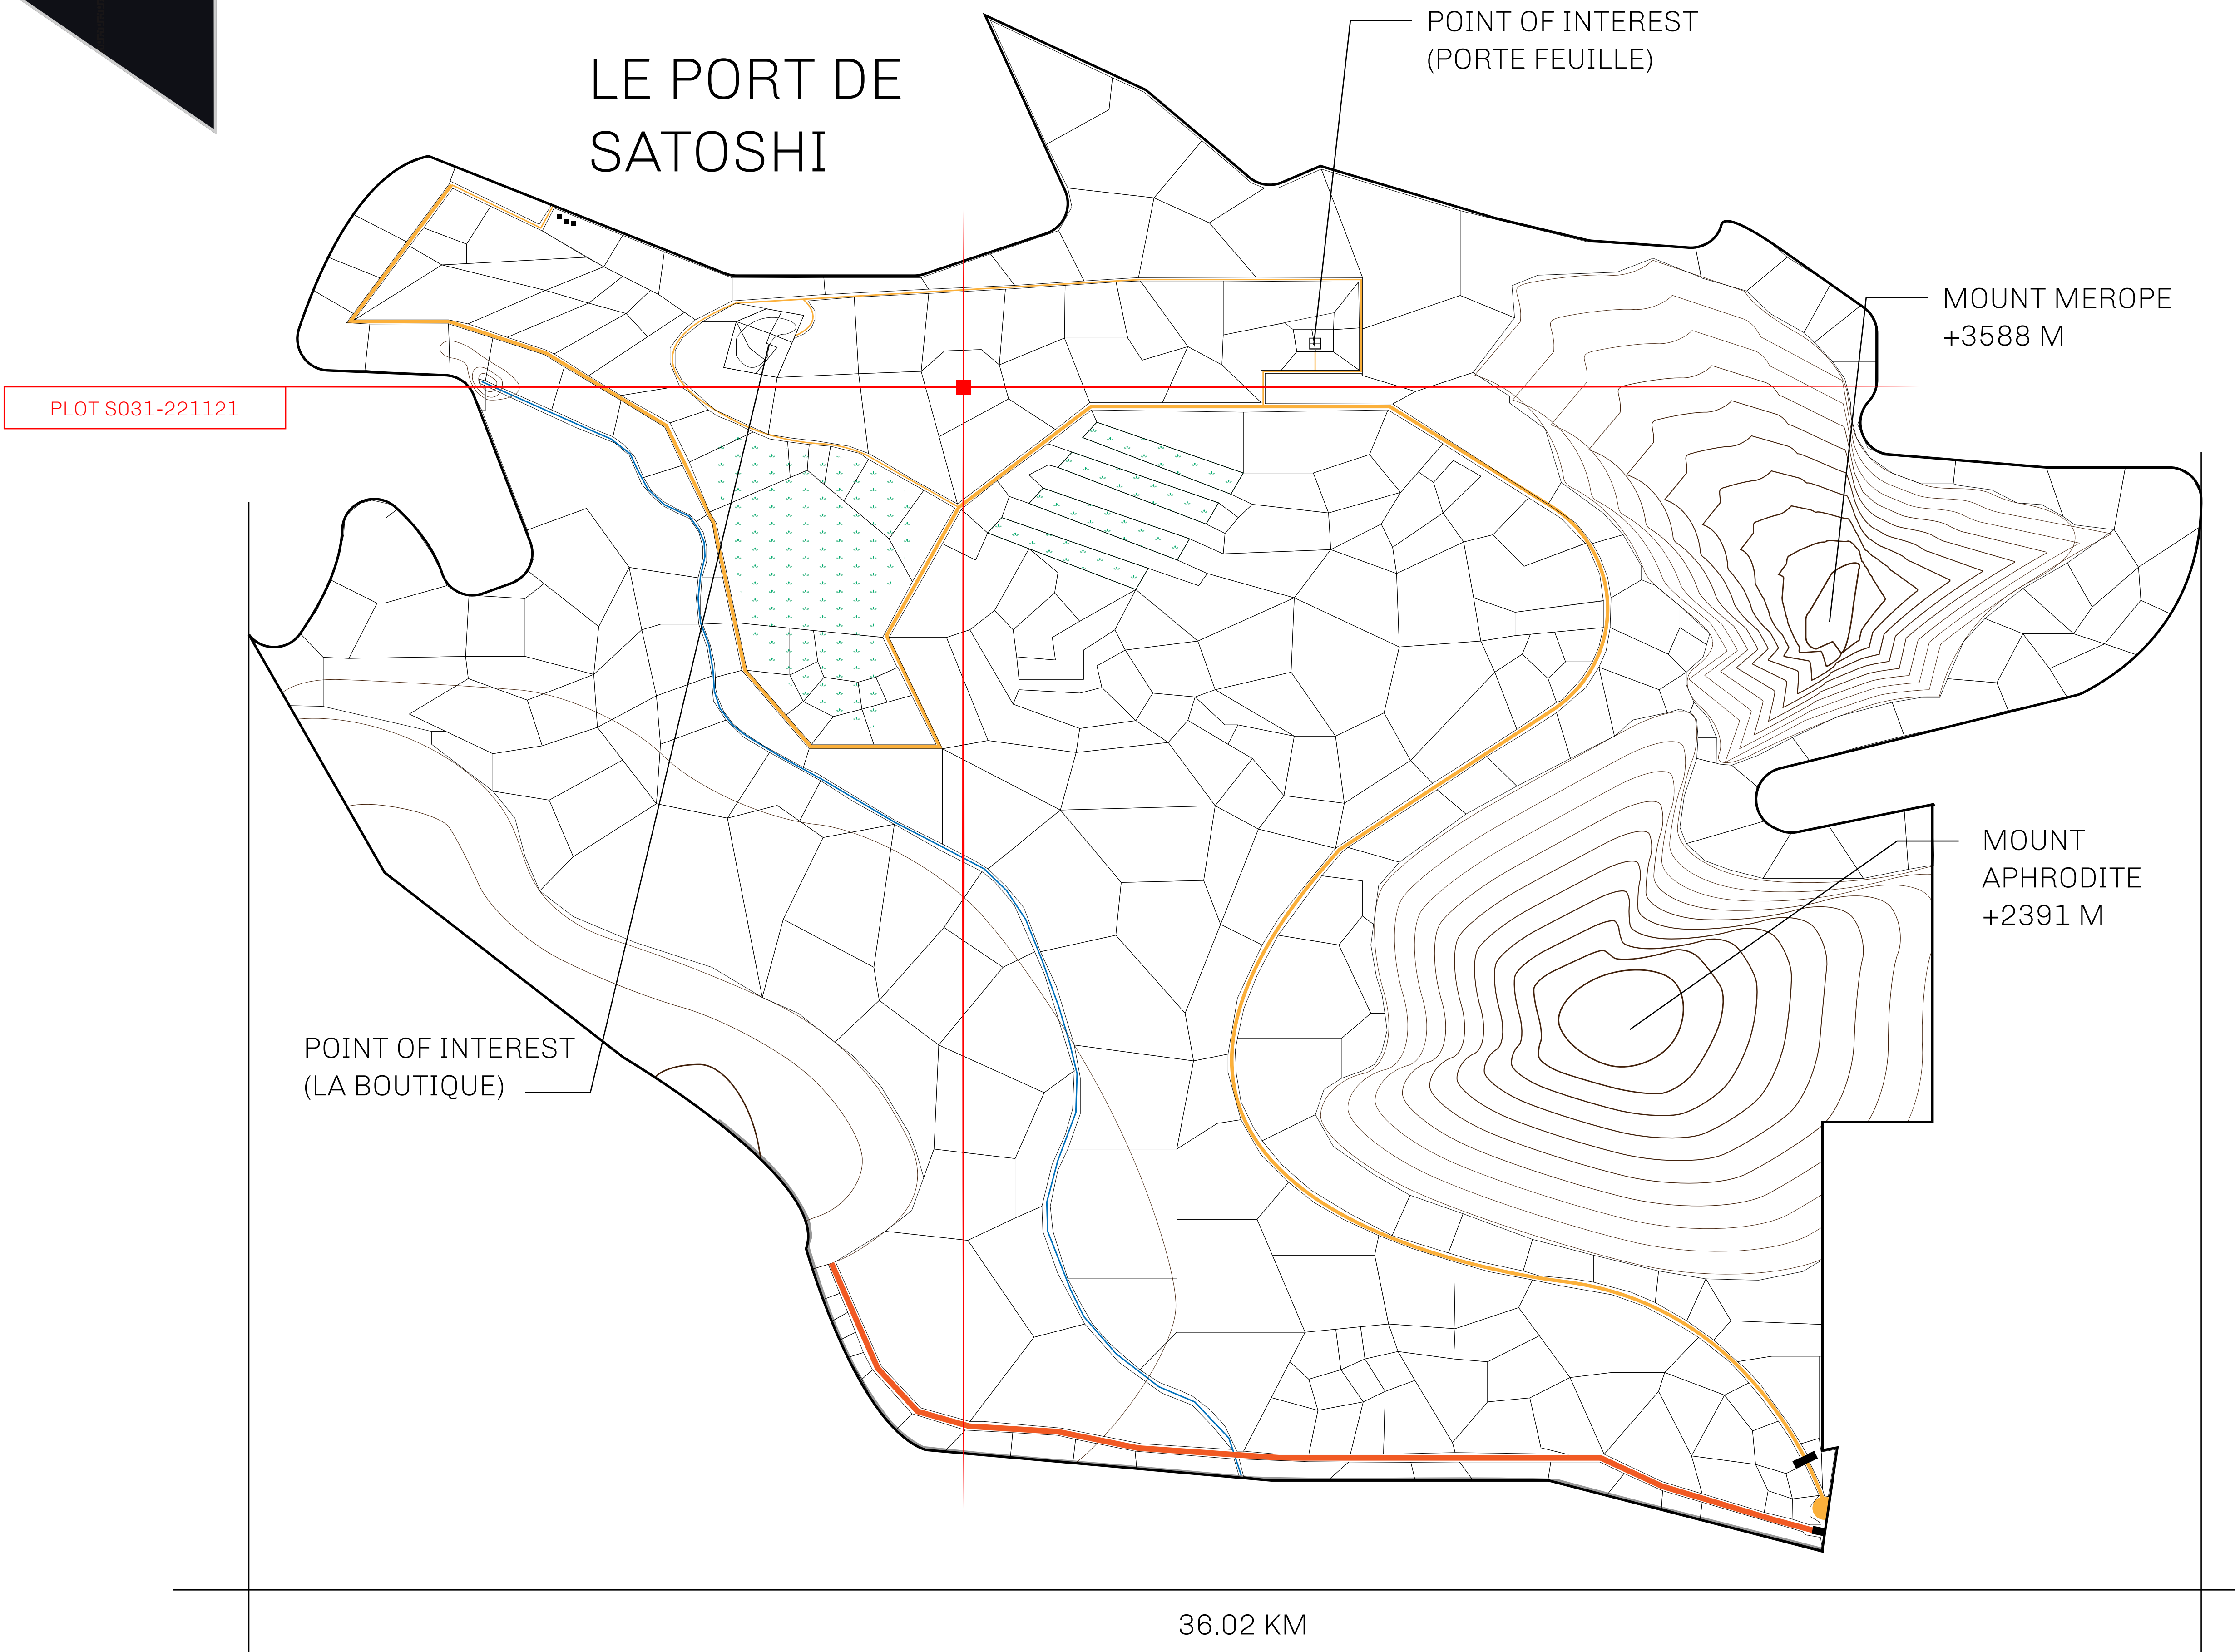 POINT OF INTEREST
(PORTE FEUILLE)
LE PORT DE
SATOSHI
MOUNT MEROPE
+3588 M
PLOT S031-221121
MOUNT
APHRODITE
+2391 M
POINT OF INTEREST
(LA BOUTIQUE)
36.02 KM